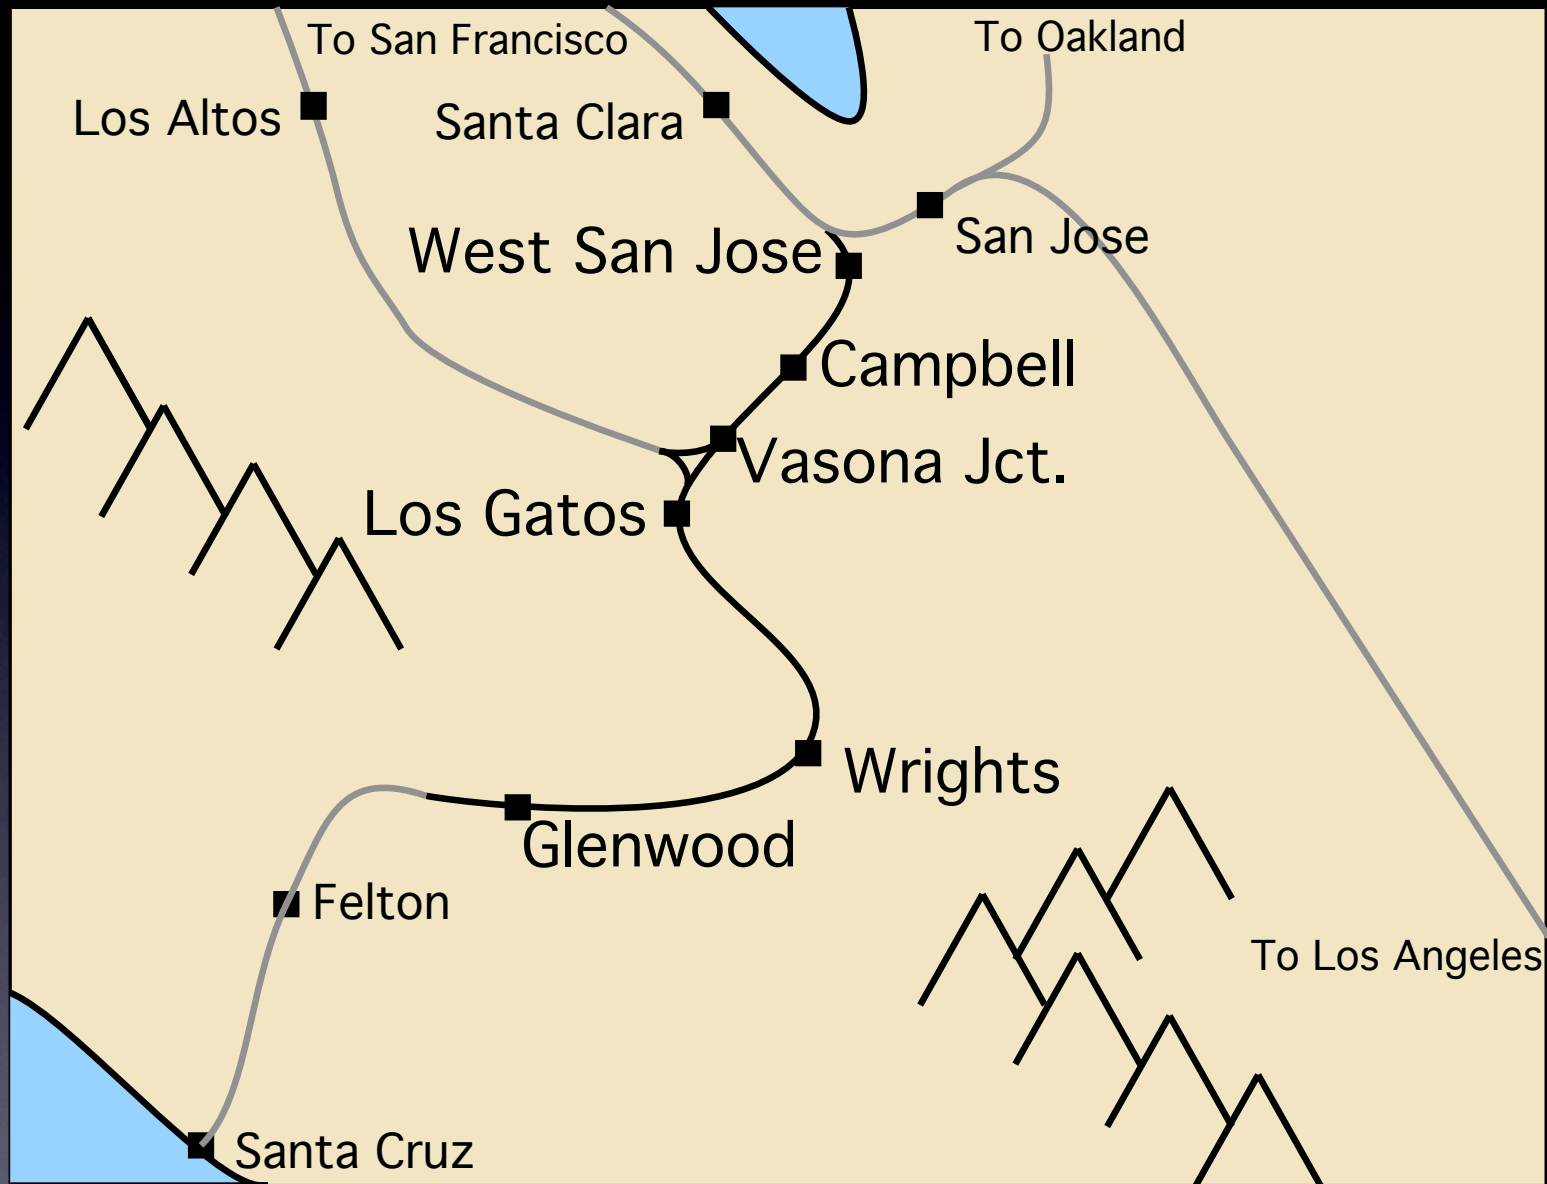 To San Francisco
To Oakland
Los Altos
Santa Clara
West San Jose
San Jose
Campbell
Vasona Jct.
Los Gatos
Wrights
Glenwood
Felton
To Los Angeles
Santa Cruz